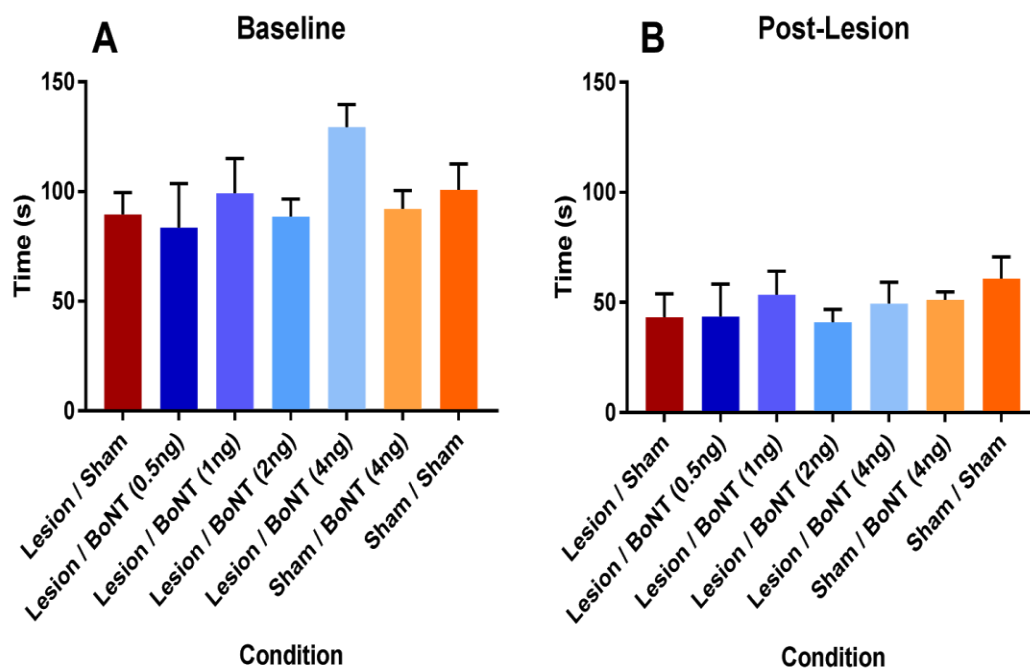 A Baseline
150
100
50
0
Time (s)
Lesion / Sham
Lesion / BoNT (0.5ng)
Lesion / BoNT (1ng)
Lesion / BoNT (2ng)
Lesion / BoNT (4ng)
Sham / BoNT (4ng)
Sham / Sham
Condition
B Post-Lesion
150
100
50
0
Time (s)
Lesion / Sham
Lesion / BoNT (0.5ng)
Lesion / BoNT (1ng)
Lesion / BoNT (2ng)
Lesion / BoNT (4ng)
Sham / BoNT (4ng)
Sham / Sham
Condition